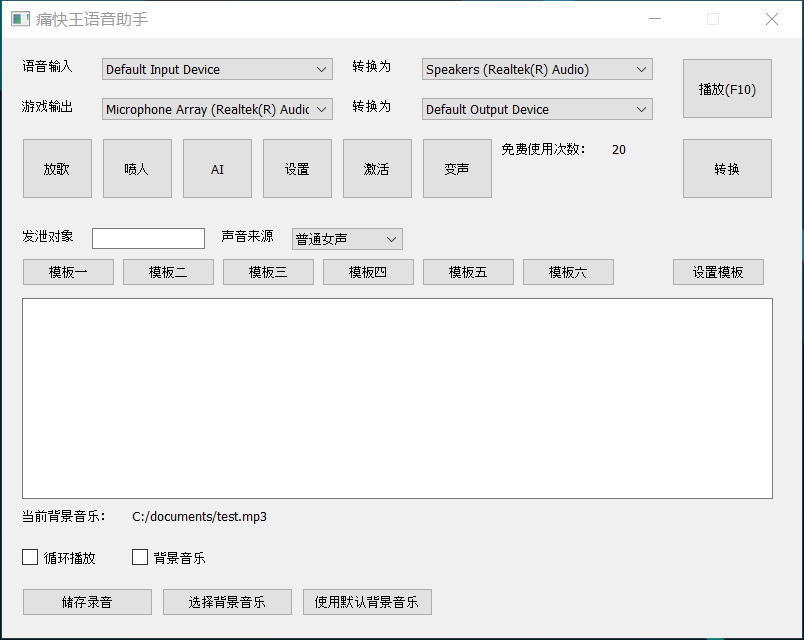 痛快王语音助手
语音输入 Default Input Device 转换为 Speakers (Realtek(R) Audio) 播放(F10)
游戏输出 Microphone Array (Realtek(R) Audic 转换为 Default Output Device
放歌 喷人 AI 设置 激活 变声 免费使用次数： 20 转换
发泄对象 声音来源 普通女声
模板一 模板二 模板三 模板四 模板五 模板六 设置模板
当前背景音乐： C:/documents/test.mp3
循环播放 背景音乐
储存录音 选择背景音乐 使用默认背景音乐